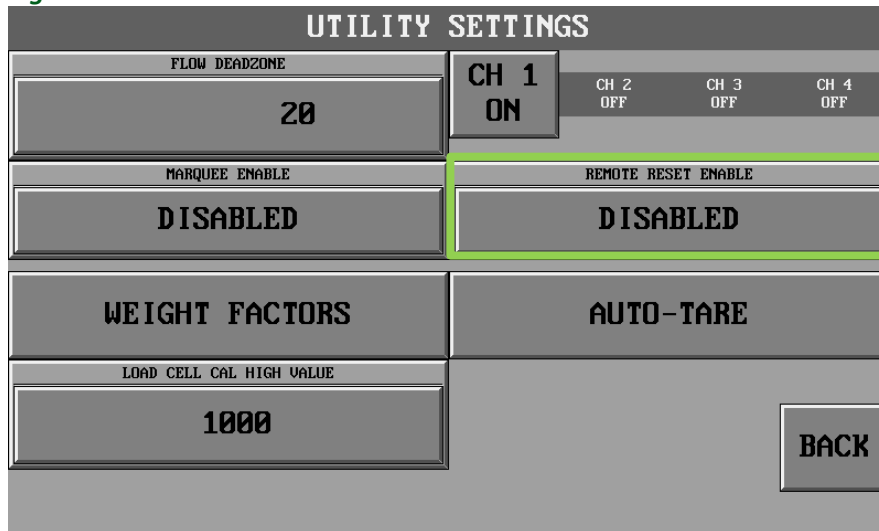 UTILITY SETTINGS
FLOW DEADZONE
20
CH 1
ON
CH 2
OFF
CH 3
OFF
CH 4
OFF
MARQUEE ENABLE
DISABLED
REMOTE RESET ENABLE
DISABLED
WEIGHT FACTORS
AUTO-TARE
LOAD CELL CAL HIGH VALUE
1000
BACK